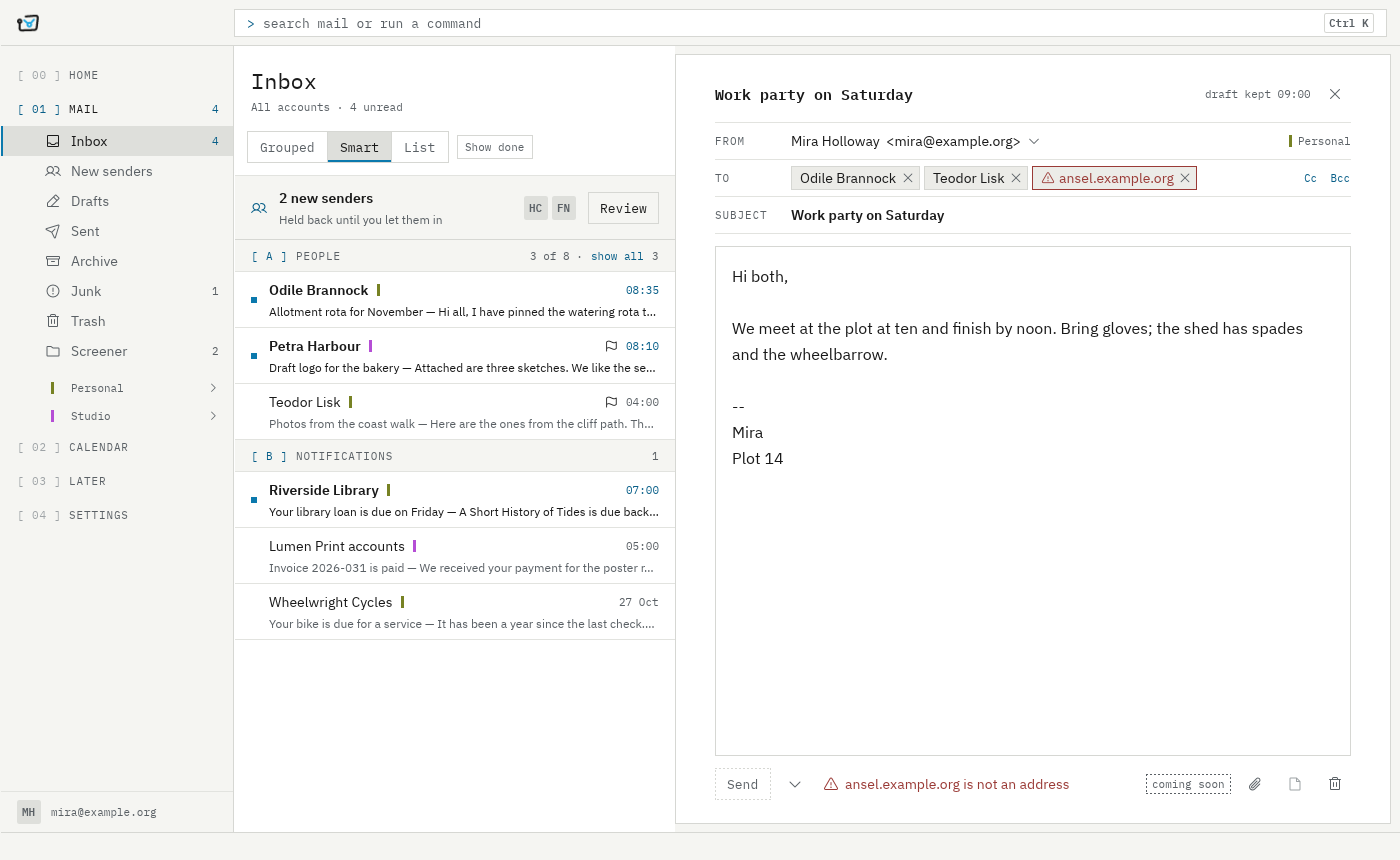 > search mail or run a command
Ctrl K
[ 00 ] HOME
[ 01 ] MAIL 4
Inbox 4
New senders
Drafts
Sent
Archive
Junk 1
Trash
Screener 2
Personal
Studio
[ 02 ] CALENDAR
[ 03 ] LATER
[ 04 ] SETTINGS
MH mira@example.org
Inbox
All accounts · 4 unread
Grouped Smart List Show done
2 new senders
Held back until you let them in
HC FN Review
[ A ] PEOPLE 3 of 8 · show all 3
Odile Brannock 08:35
Allotment rota for November — Hi all, I have pinned the watering rota t…
Petra Harbour 08:10
Draft logo for the bakery — Attached are three sketches. We like the se…
Teodor Lisk 04:00
Photos from the coast walk — Here are the ones from the cliff path. Th…
[ B ] NOTIFICATIONS 1
Riverside Library 07:00
Your library loan is due on Friday — A Short History of Tides is due back…
Lumen Print accounts 05:00
Invoice 2026-031 is paid — We received your payment for the poster r…
Wheelwright Cycles 27 Oct
Your bike is due for a service — It has been a year since the last check.…
Work party on Saturday draft kept 09:00
FROM Mira Holloway <mira@example.org> Personal
TO Odile Brannock Teodor Lisk ansel.example.org Cc Bcc
SUBJECT Work party on Saturday
Hi both,
We meet at the plot at ten and finish by noon. Bring gloves; the shed has spades
and the wheelbarrow.
--
Mira
Plot 14
Send ansel.example.org is not an address coming soon